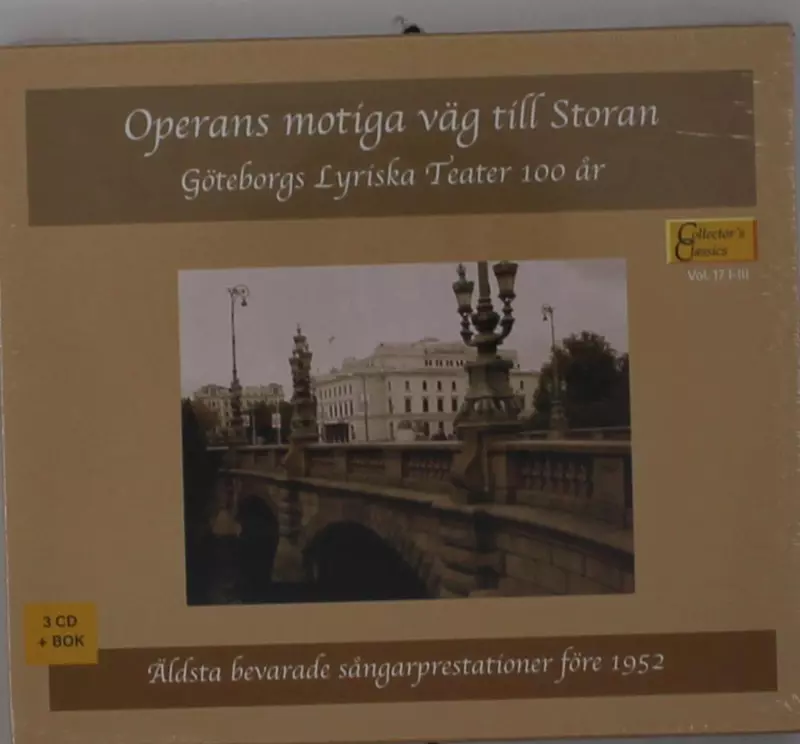 Operans motiga väg till Storan
Göteborgs Lyriska Teater 100 år
Collector's
Classics
Vol. 17 I-III
3 CD
+ BOK
Äldsta bevarade sångarprestationer före 1952